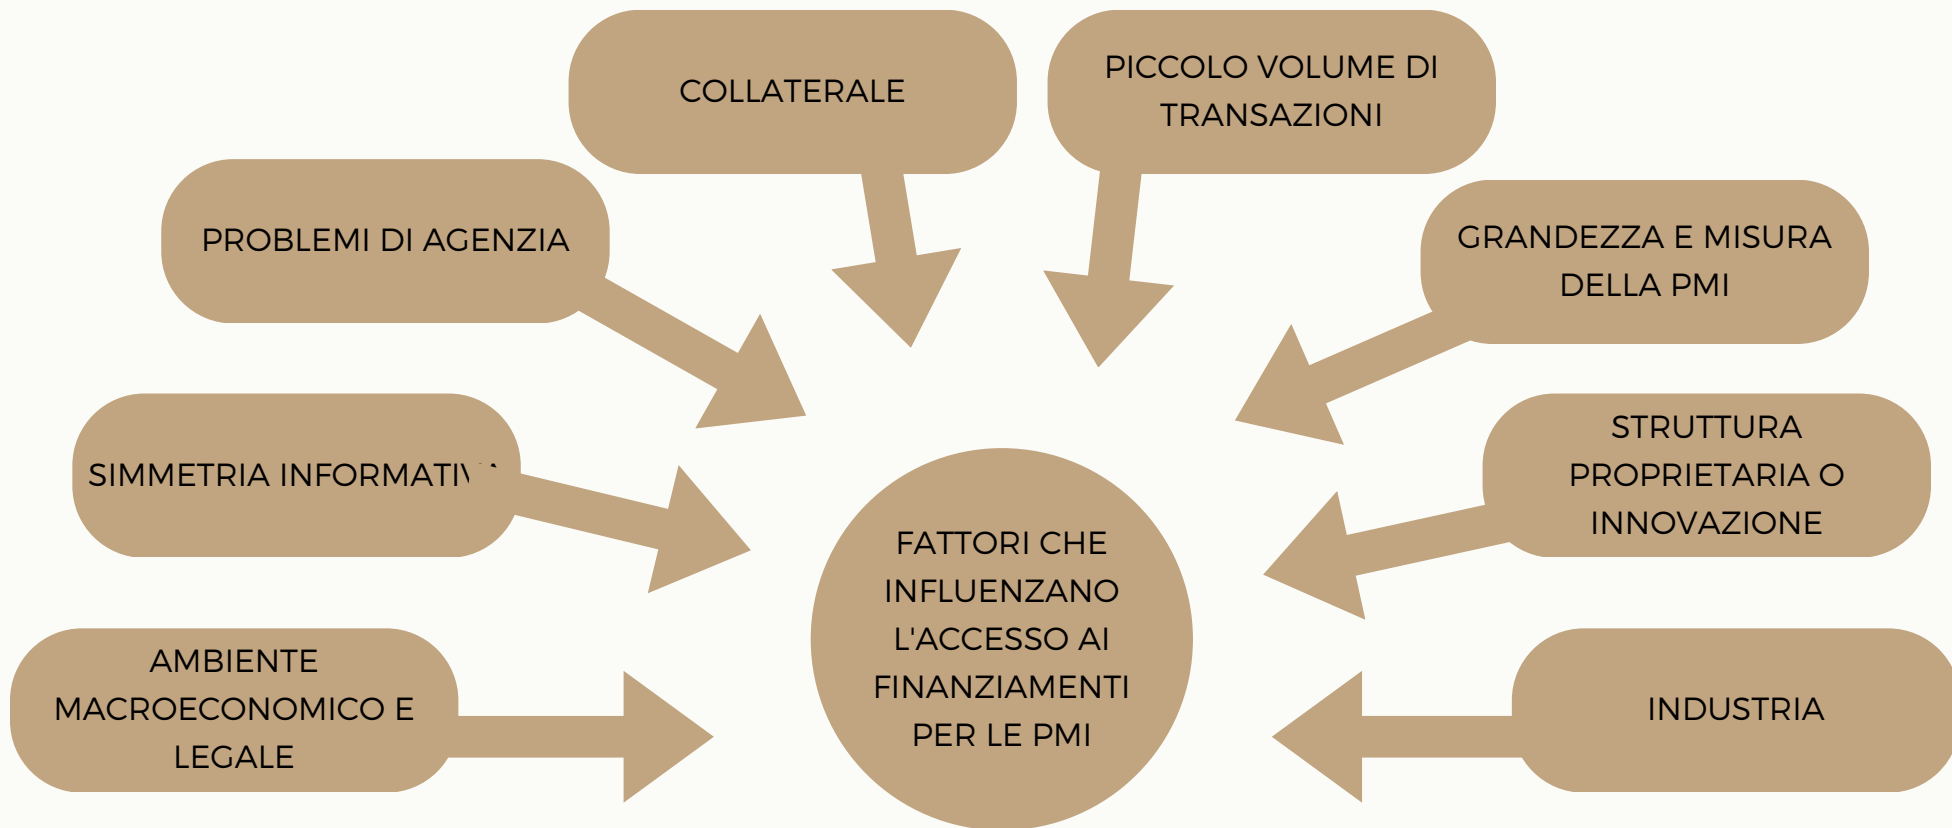 COLLATERALE
PICCOLO VOLUME DI
TRANSAZIONI
PROBLEMI DI AGENZIA
GRANDEZZA E MISURA
DELLA PMI
SIMMETRIA
STRUTTURA
PROPRIETARIA O
INNOVAZIONE
FATTORI CHE
INFLUENZANO
L'ACCESSO AI
FINANZIAMENTI
PER LE PMI
AMBIENTE
MACROECONOMICO E
LEGALE
INDUSTRIA